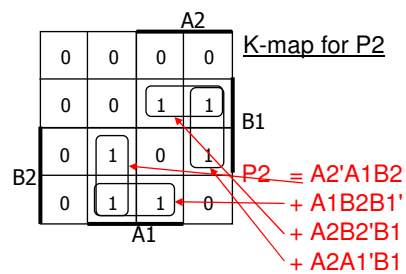 A2
K-map for P2
0 0 0 0
0 0 1 1
B1
0 1 0 1
B2
P2 = A2'A1B2
0 1 1 0
+ A1B2B1'
A1
+ A2B2'B1
+ A2A1'B1